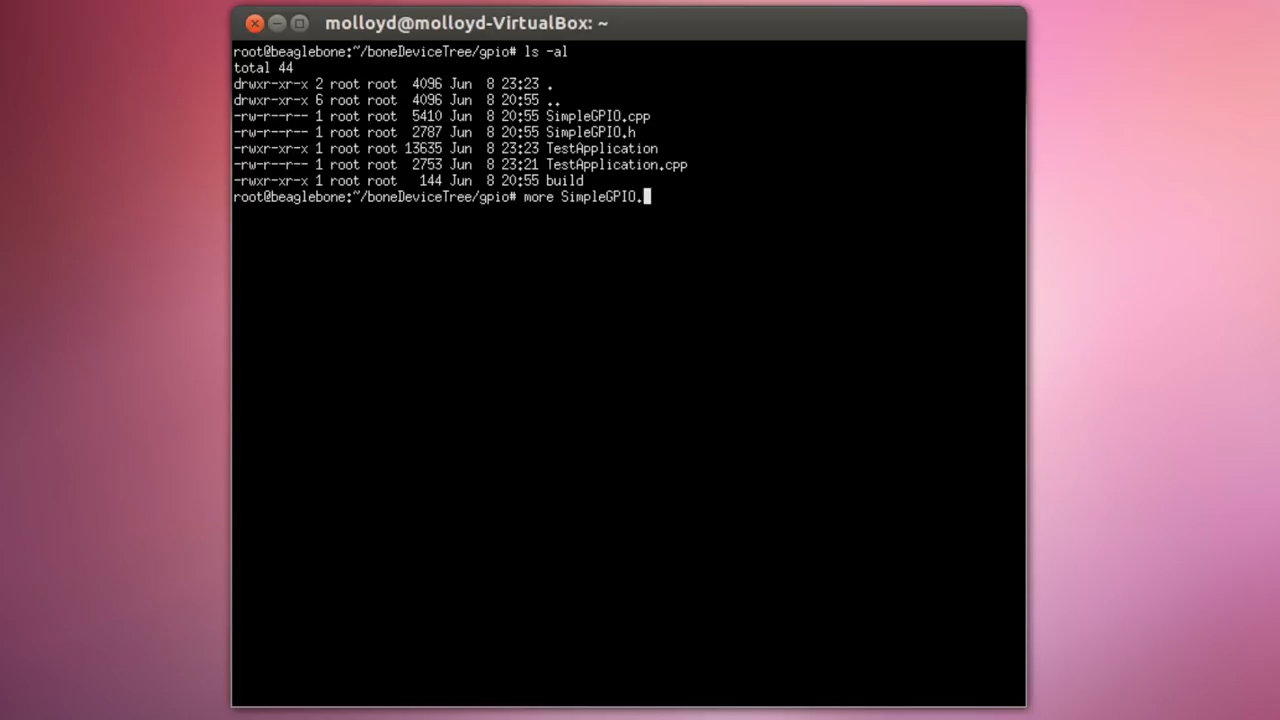 molloyd@molloyd-VirtualBox: ~
root@beaglebone:~/boneDeviceTree/gpio# ls -al
total 44
drwxr-xr-x 2 root root  4096 Jun  8 23:23 .
drwxr-xr-x 6 root root  4096 Jun  8 20:55 ..
-rw-r--r-- 1 root root  5410 Jun  8 20:55 SimpleGPIO.cpp
-rw-r--r-- 1 root root  2787 Jun  8 20:55 SimpleGPIO.h
-rwxr-xr-x 1 root root 13635 Jun  8 23:23 TestApplication
-rw-r--r-- 1 root root  2753 Jun  8 23:21 TestApplication.cpp
-rwxr-xr-x 1 root root   144 Jun  8 20:55 build
root@beaglebone:~/boneDeviceTree/gpio# more SimpleGPIO.